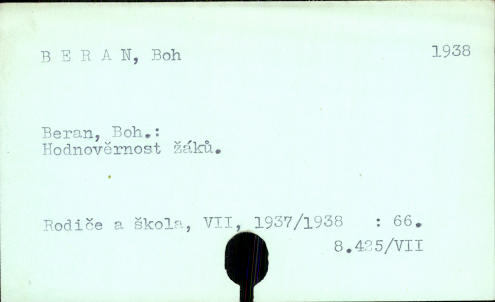 B E R A N, Boh 1938
Beran, Boh.:
Hodnověrnost žáků.
Rodiče a škola, VII, 1937/1938 : 66.
8.425/VII